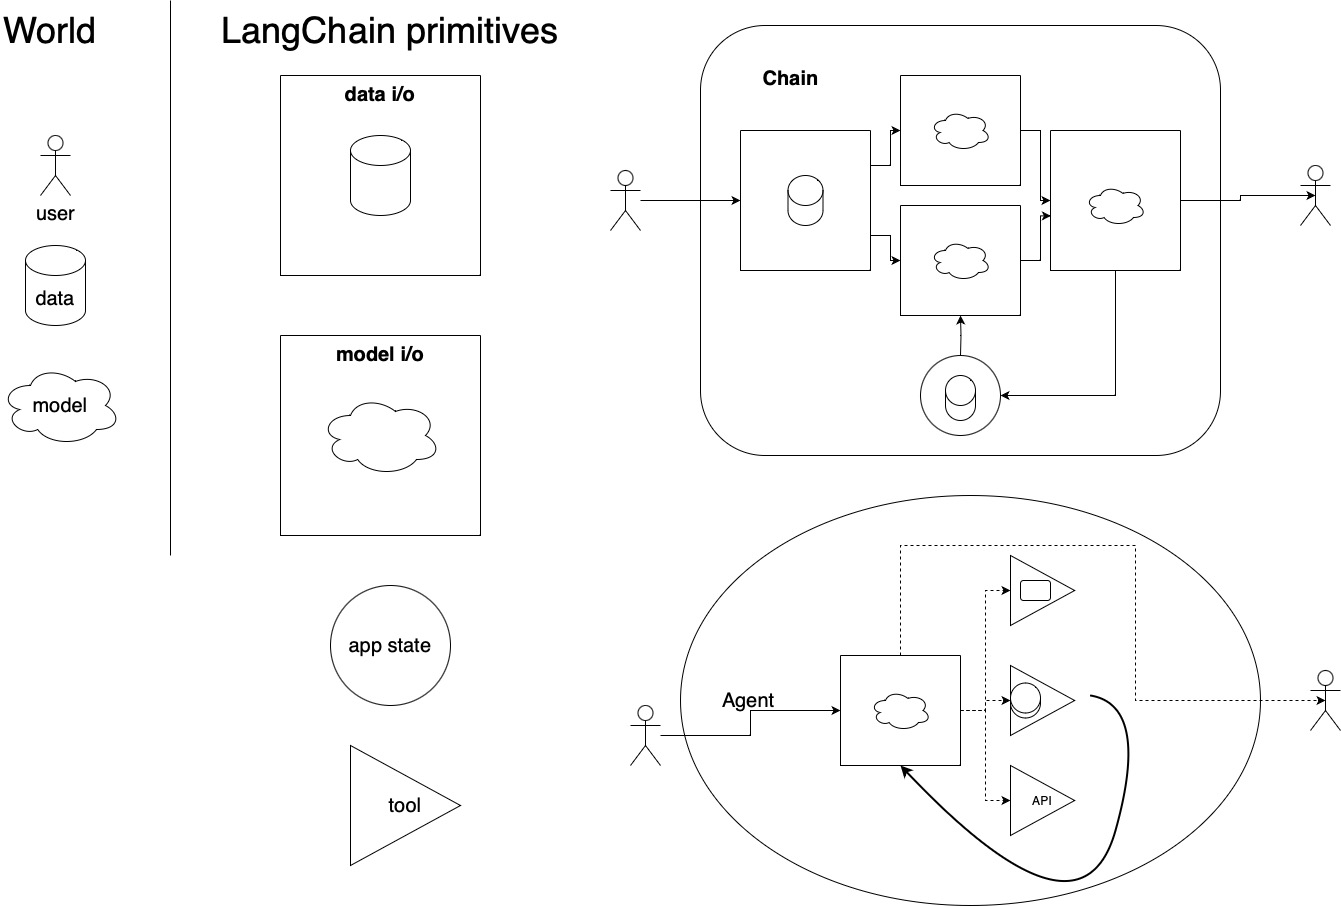 World
LangChain primitives
data i/o
Chain
user
data
model i/o
model
app state
Agent
tool
API